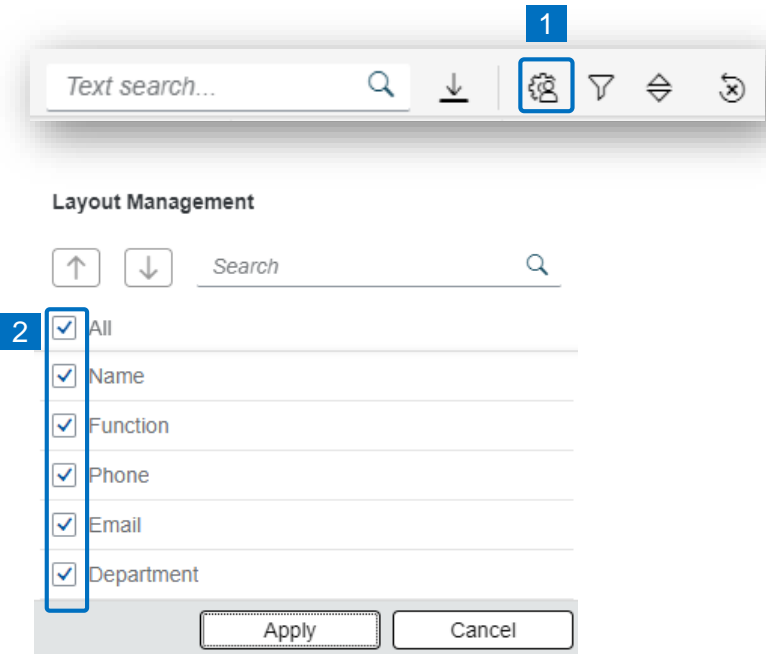 1
Text search...
Layout Management
Search
2
All
Name
Function
Phone
Email
Department
Apply
Cancel